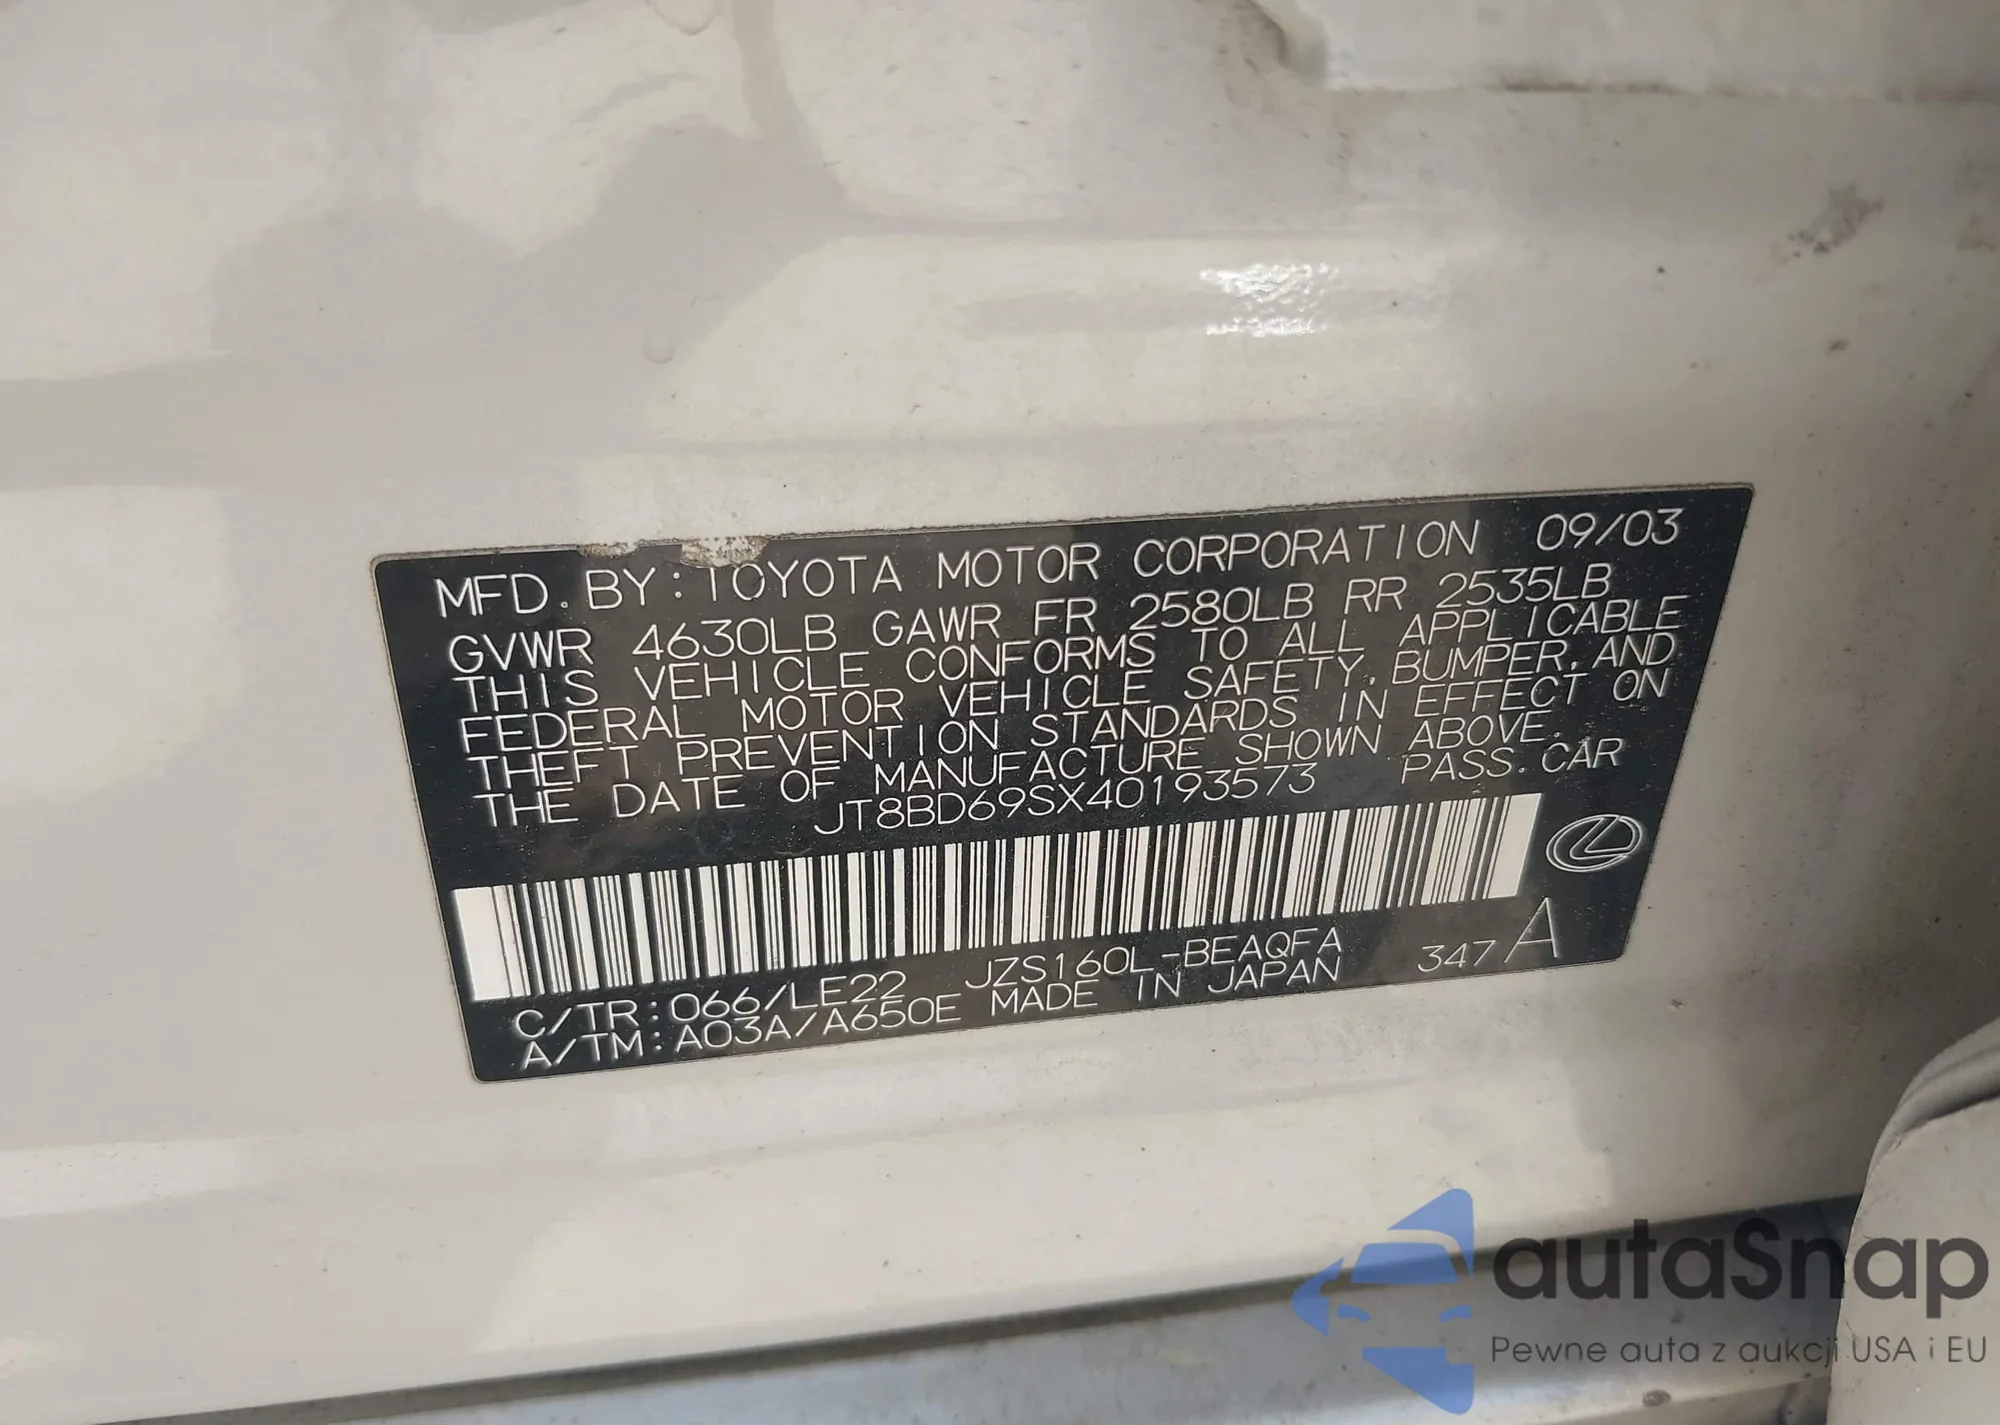 MFD. BY: TOYOTA MOTOR CORPORATION 09/03
GVWR 4630LB GAWR FR 2580LB RR 2535LB
THIS VEHICLE CONFORMS TO ALL APPLICABLE
FEDERAL MOTOR VEHICLE SAFETY, BUMPER, AND
THEFT PREVENTION STANDARDS IN EFFECT ON
THE DATE OF MANUFACTURE SHOWN ABOVE.
JT8BD69SX40193573 PASS. CAR
C/TR: 066/LE22 JZS160L-BEAQFA 347 A
A/TM: A03A/A650E MADE IN JAPAN
autaSnap
Pewne auta z aukcji USA i EU